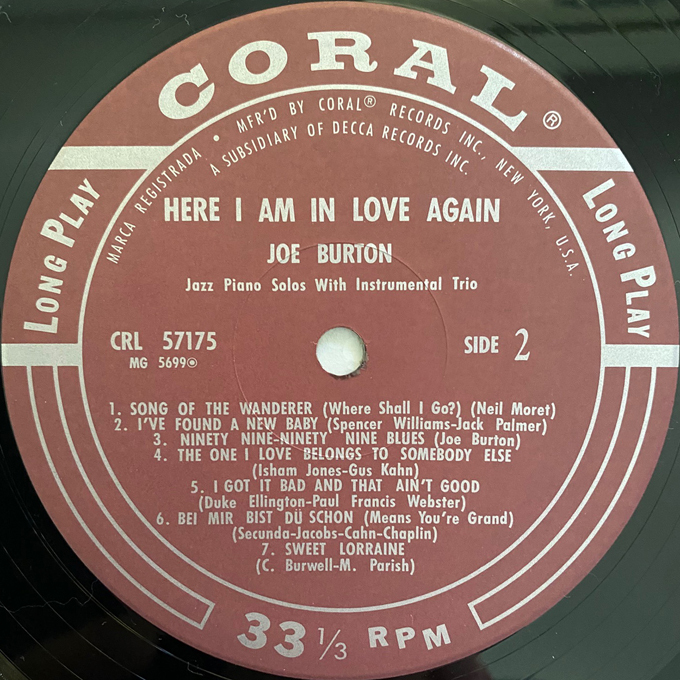 CORAL®
MARCA REGISTRADA • MFR'D BY CORAL® RECORDS INC., NEW YORK, U.S.A.
A SUBSIDIARY OF DECCA RECORDS INC.
LONG PLAY
LONG PLAY
HERE I AM IN LOVE AGAIN
JOE BURTON
Jazz Piano Solos With Instrumental Trio
CRL 57175
SIDE 2
MG 5699
1. SONG OF THE WANDERER (Where Shall I Go?) (Neil Moret)
2. I'VE FOUND A NEW BABY (Spencer Williams-Jack Palmer)
3. NINETY NINE-NINETY NINE BLUES (Joe Burton)
4. THE ONE I LOVE BELONGS TO SOMEBODY ELSE
(Isham Jones-Gus Kahn)
5. I GOT IT BAD AND THAT AIN'T GOOD
(Duke Ellington-Paul Francis Webster)
6. BEI MIR BIST DÜ SCHON (Means You're Grand)
(Secunda-Jacobs-Cahn-Chaplin)
7. SWEET LORRAINE
(C. Burwell-M. Parish)
33 1/3 RPM